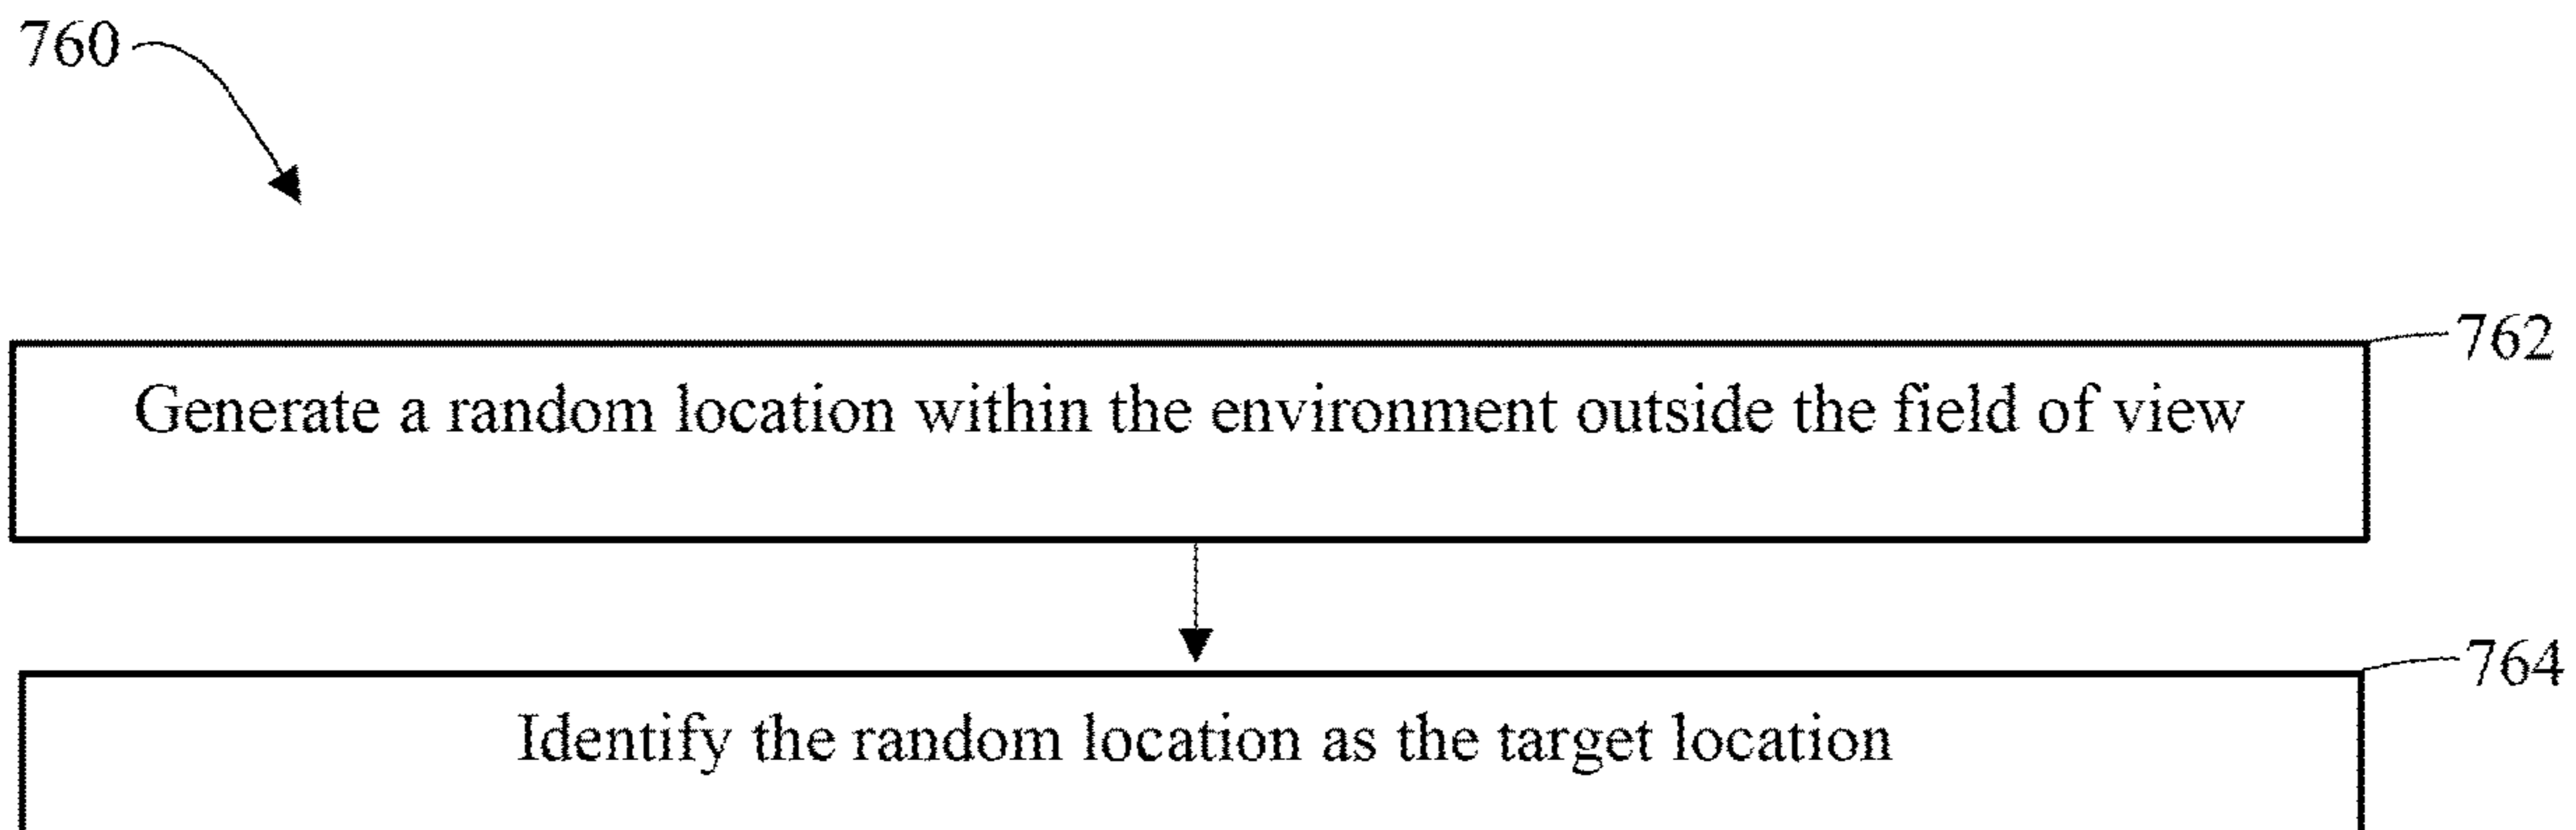 760
762
Generate a random location within the environment outside the field of view
764
Identify the random location as the target location